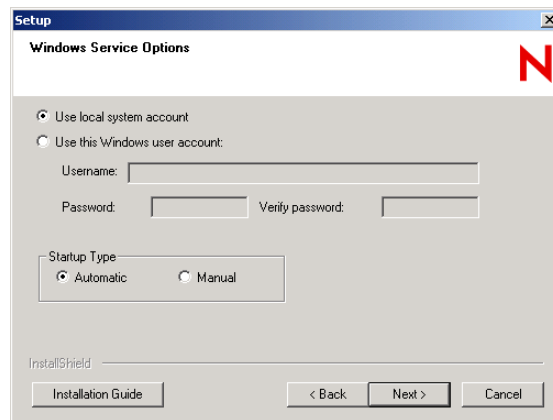 Setup
Windows Service Options
N
Use local system account
Use this Windows user account:
Username:
Password: Verify password:
Startup Type
Automatic Manual
InstallShield
Installation Guide < Back Next > Cancel